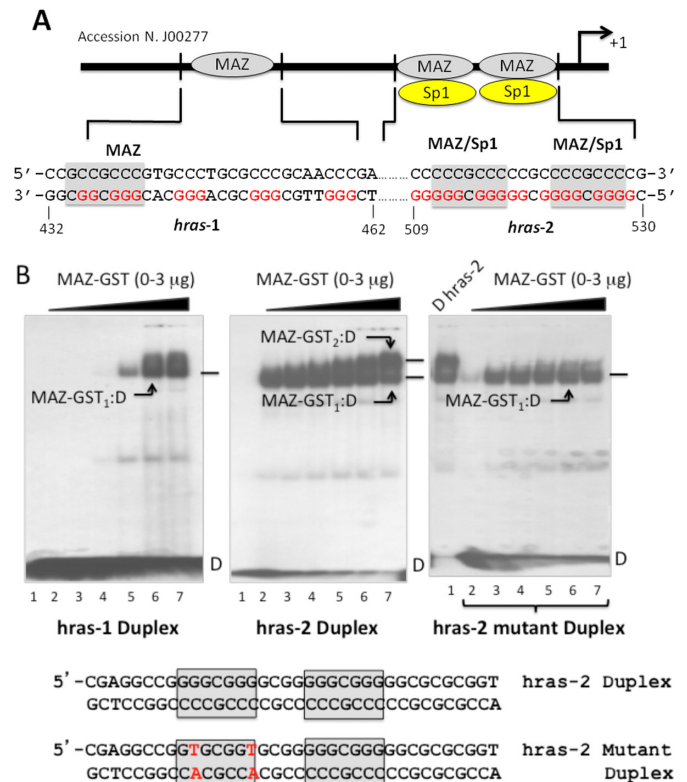 A
Accession N. J00277
+1
MAZ MAZ MAZ
Sp1 Sp1
MAZ MAZ/Sp1 MAZ/Sp1
5'-CCGCCGCCCGTGCCCTGCGCCCGCAACCCGA........CCCCCGCCCCCGCCCCGCCCCG-3'
3'-GGCGGCGGGCACGGGACGCGGGCGTTGGGCT........GGGGGCGGGGGCGGGGCGGGGC-5'
432 hras-1 462 509 hras-2 530
B
MAZ-GST (0-3 µg) MAZ-GST (0-3 µg) D hras-2 MAZ-GST (0-3 µg)
MAZ-GST2:D
MAZ-GST1:D MAZ-GST1:D MAZ-GST1:D
D D D
1 2 3 4 5 6 7 1 2 3 4 5 6 7 1 2 3 4 5 6 7
hras-1 Duplex hras-2 Duplex hras-2 mutant Duplex
5'-CGAGGCCGGGGCGGGGCGGGGGCGGGGGCGCGCGGT hras-2 Duplex
GCTCCGGCCCCGCCCCGCCCCCGCCCCCGCGCGCCA
5'-CGAGGCCGGTGCGGTGCGGGGGCGGGGGCGCGCGGT hras-2 Mutant
GCTCCGGCCACGCCACGCCCCCGCCCCCGCGCGCCA Duplex